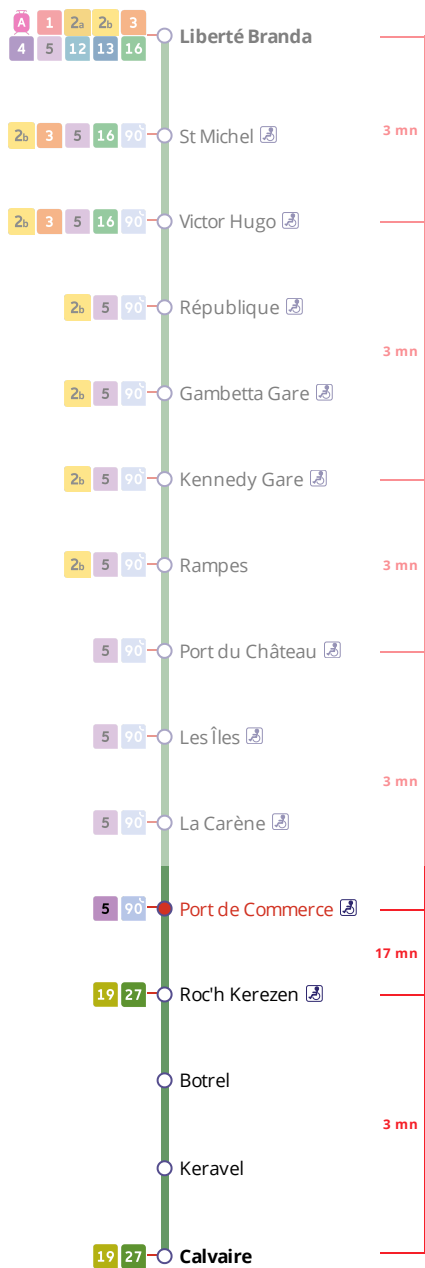 A 1 2a 2b 3
4 5 12 13 16 Liberté Branda
3 mn
2b 3 5 16 90 St Michel
2b 3 5 16 90 Victor Hugo
2b 5 90 République
3 mn
2b 5 90 Gambetta Gare
2b 5 90 Kennedy Gare
2b 5 90 Rampes
3 mn
5 90 Port du Château
5 90 Les Îles
3 mn
5 90 La Carène
5 90 Port de Commerce
17 mn
19 27 Roc'h Kerezen
Botrel
3 mn
Keravel
19 27 Calvaire